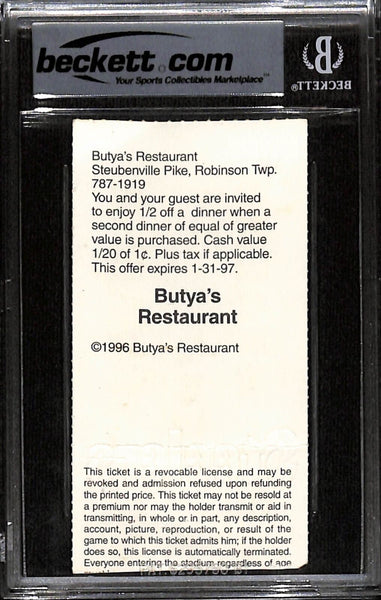 beckett.com
Your Sports Collectibles Marketplace™
BECKETT®
Butya's Restaurant
Steubenville Pike, Robinson Twp.
787-1919
You and your guest are invited
to enjoy 1/2 off a dinner when a
second dinner of equal of greater
value is purchased. Cash value
1/20 of 1¢. Plus tax if applicable.
This offer expires 1-31-97.
Butya's
Restaurant
©1996 Butya's Restaurant
This ticket is a revocable license and may be
revoked and admission refused upon refunding
the printed price. This ticket may not be resold at
a premium nor may the holder transmit or aid in
transmitting, in whole or in part, any description,
account, picture, reproduction, or result of the
game to which this ticket admits him; if the holder
does so, this license is automatically terminated.
Everyone entering the stadium regardless of age